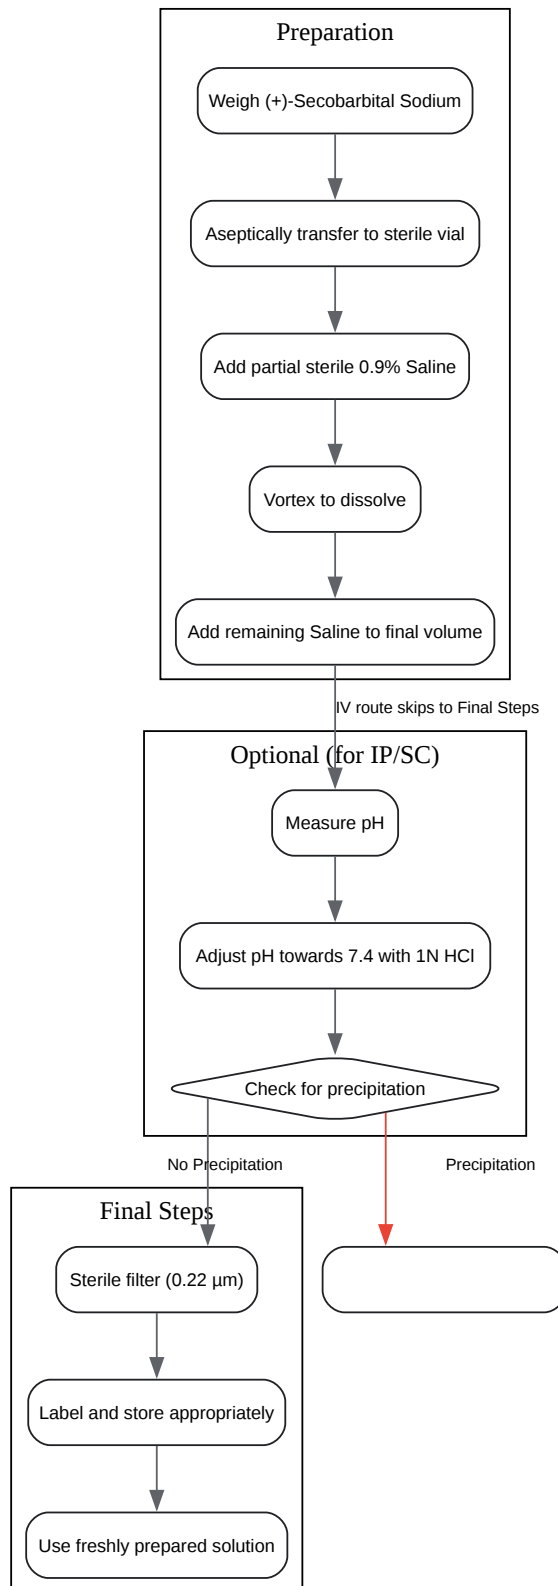 Preparation
Weigh (+)-Secobarbital Sodium
Aseptically transfer to sterile vial
Add partial sterile 0.9% Saline
Vortex to dissolve
Add remaining Saline to final volume
IV route skips to Final Steps
Optional (for IP/SC)
Measure pH
Adjust pH towards 7.4 with 1N HCl
Check for precipitation
No Precipitation
Precipitation
Final Steps
Sterile filter (0.22 µm)
Label and store appropriately
Use freshly prepared solution